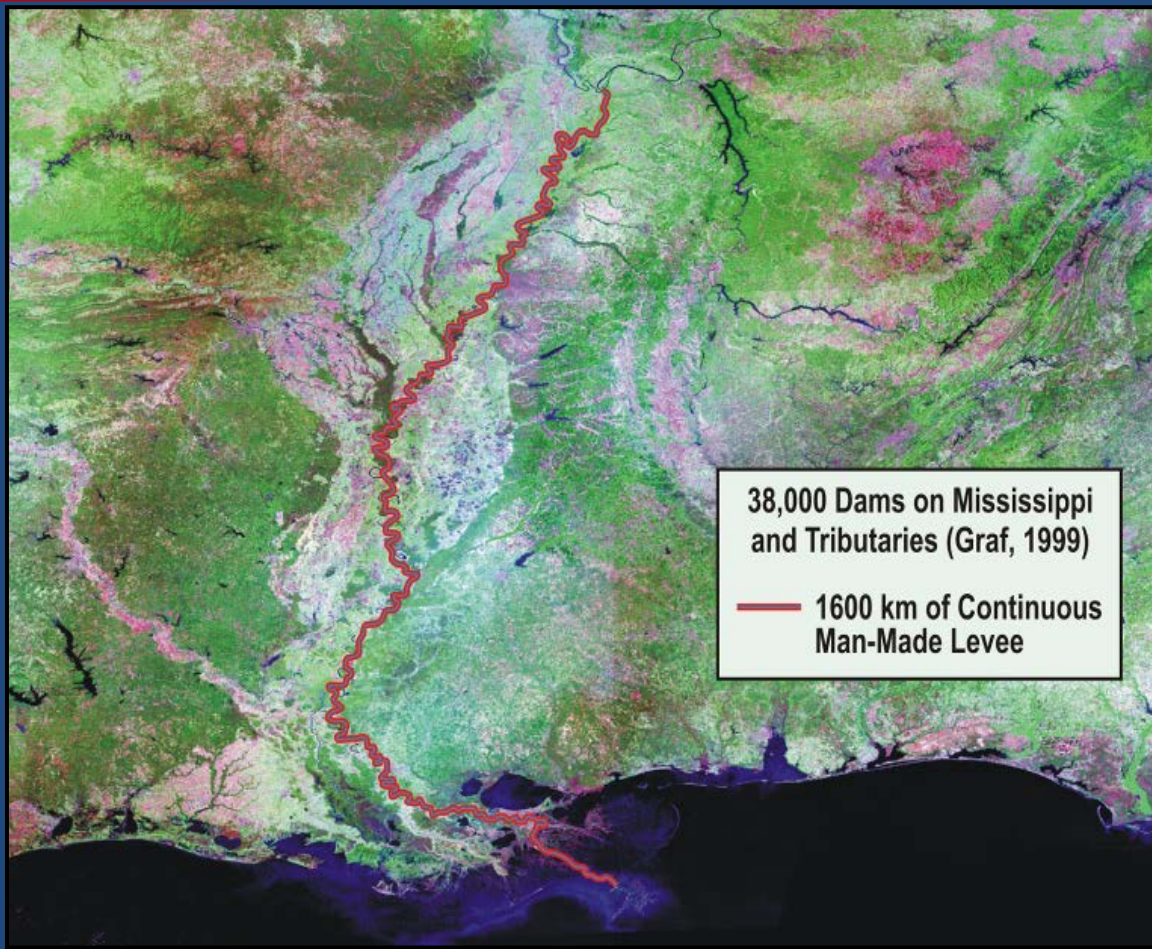 38,000 Dams on Mississippi
and Tributaries (Graf, 1999)
1600 km of Continuous
Man-Made Levee